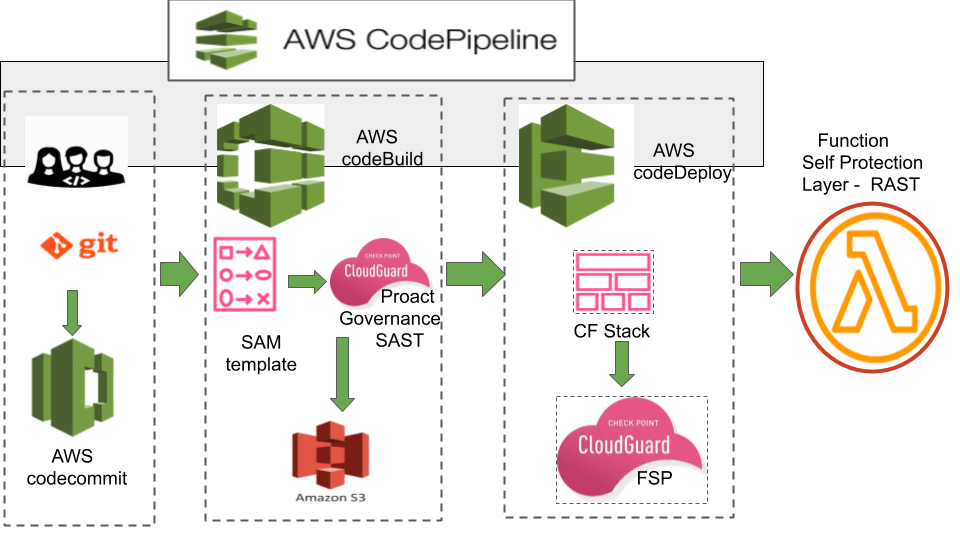 AWS CodePipeline
</>
git
AWS
codecommit
AWS
codeBuild
SAM
template
CHECK POINT
CloudGuard
Proact
Governance
SAST
Amazon S3
AWS
codeDeploy
CF Stack
CHECK POINT
CloudGuard
FSP
Function
Self Protection
Layer - RAST